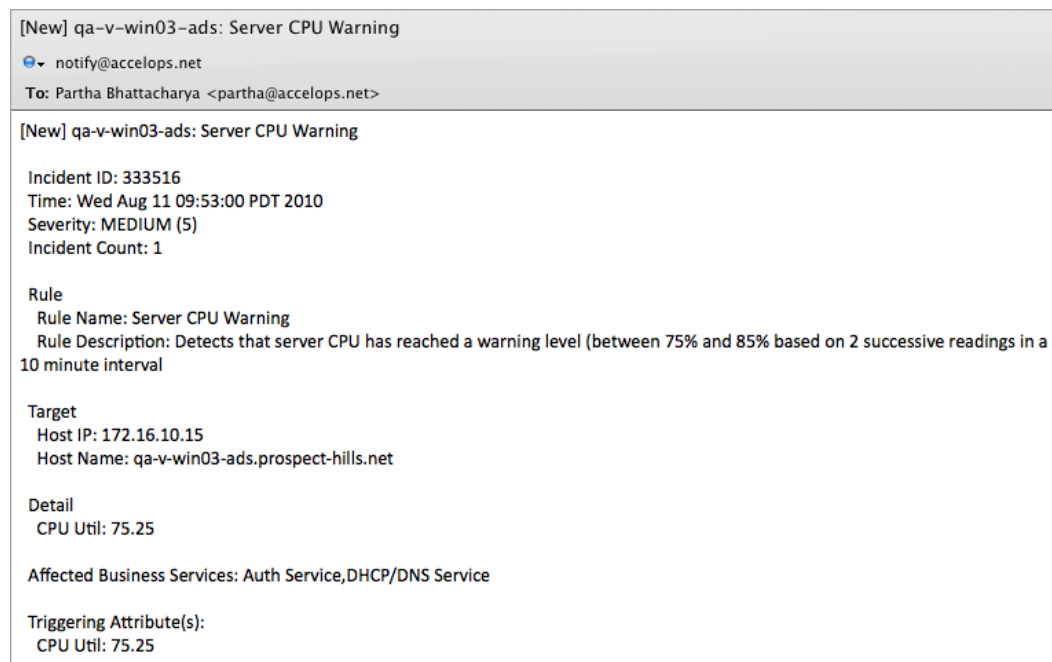 [New] qa-v-win03-ads: Server CPU Warning
notify@accelops.net
To: Partha Bhattacharya <partha@accelops.net>
[New] qa-v-win03-ads: Server CPU Warning
Incident ID: 333516
Time: Wed Aug 11 09:53:00 PDT 2010
Severity: MEDIUM (5)
Incident Count: 1
Rule
Rule Name: Server CPU Warning
Rule Description: Detects that server CPU has reached a warning level (between 75% and 85% based on 2 successive readings in a
10 minute interval
Target
Host IP: 172.16.10.15
Host Name: qa-v-win03-ads.prospect-hills.net
Detail
CPU Util: 75.25
Affected Business Services: Auth Service,DHCP/DNS Service
Triggering Attribute(s):
CPU Util: 75.25